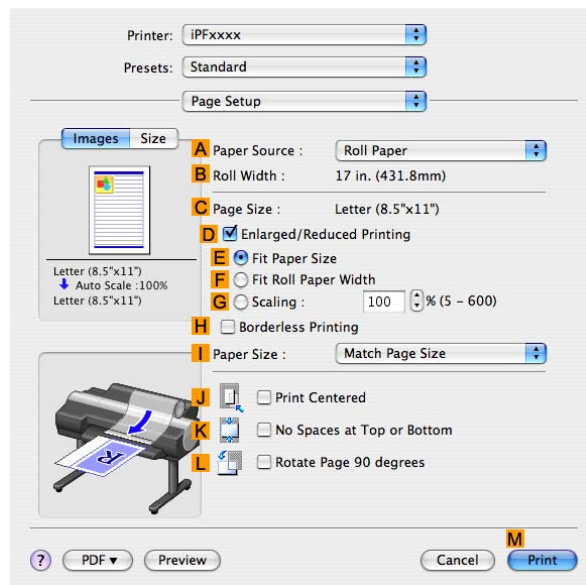 Printer: iPFxxxx
Presets: Standard
Page Setup
Images Size
A Paper Source : Roll Paper
B Roll Width : 17 in. (431.8mm)
C Page Size : Letter (8.5"x11")
D Enlarged/Reduced Printing
E Fit Paper Size
F Fit Roll Paper Width
G Scaling : 100 % (5 - 600)
Letter (8.5"x11")
Auto Scale :100%
Letter (8.5"x11")
H Borderless Printing
I Paper Size : Match Page Size
J Print Centered
K No Spaces at Top or Bottom
L Rotate Page 90 degrees
R
M
? PDF▼ Preview Cancel Print